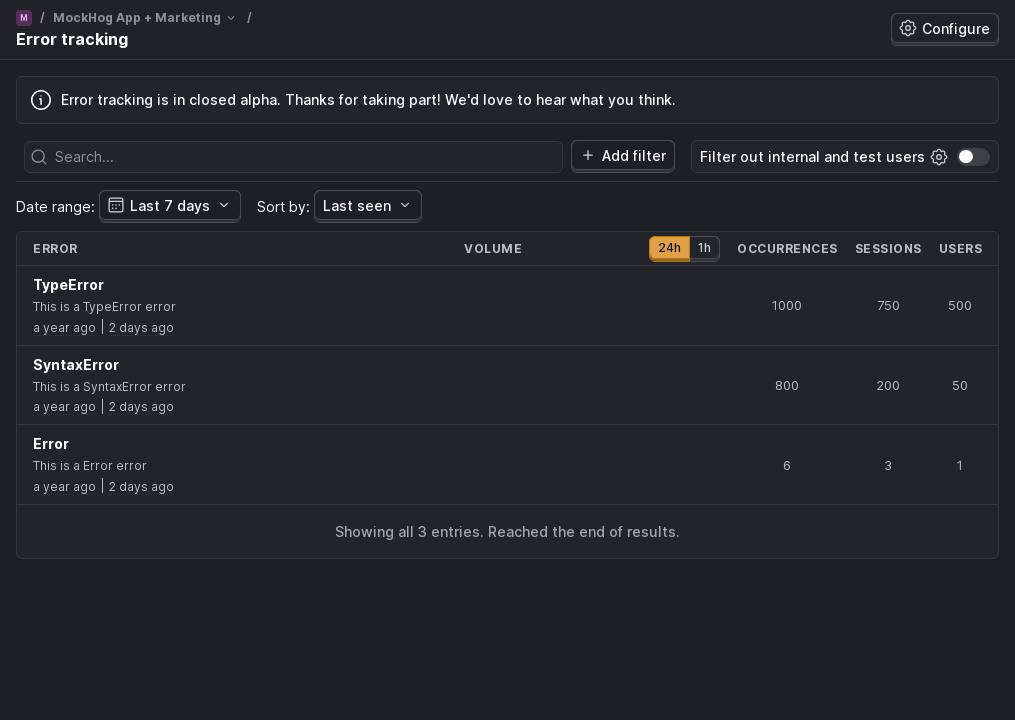 M / MockHog App + Marketing /
Error tracking
Configure
Error tracking is in closed alpha. Thanks for taking part! We'd love to hear what you think.
Search...
Add filter
Filter out internal and test users
Date range: Last 7 days Sort by: Last seen
ERROR VOLUME 24h 1h OCCURRENCES SESSIONS USERS
TypeError
This is a TypeError error
a year ago | 2 days ago
1000 750 500
SyntaxError
This is a SyntaxError error
a year ago | 2 days ago
800 200 50
Error
This is a Error error
a year ago | 2 days ago
6 3 1
Showing all 3 entries. Reached the end of results.